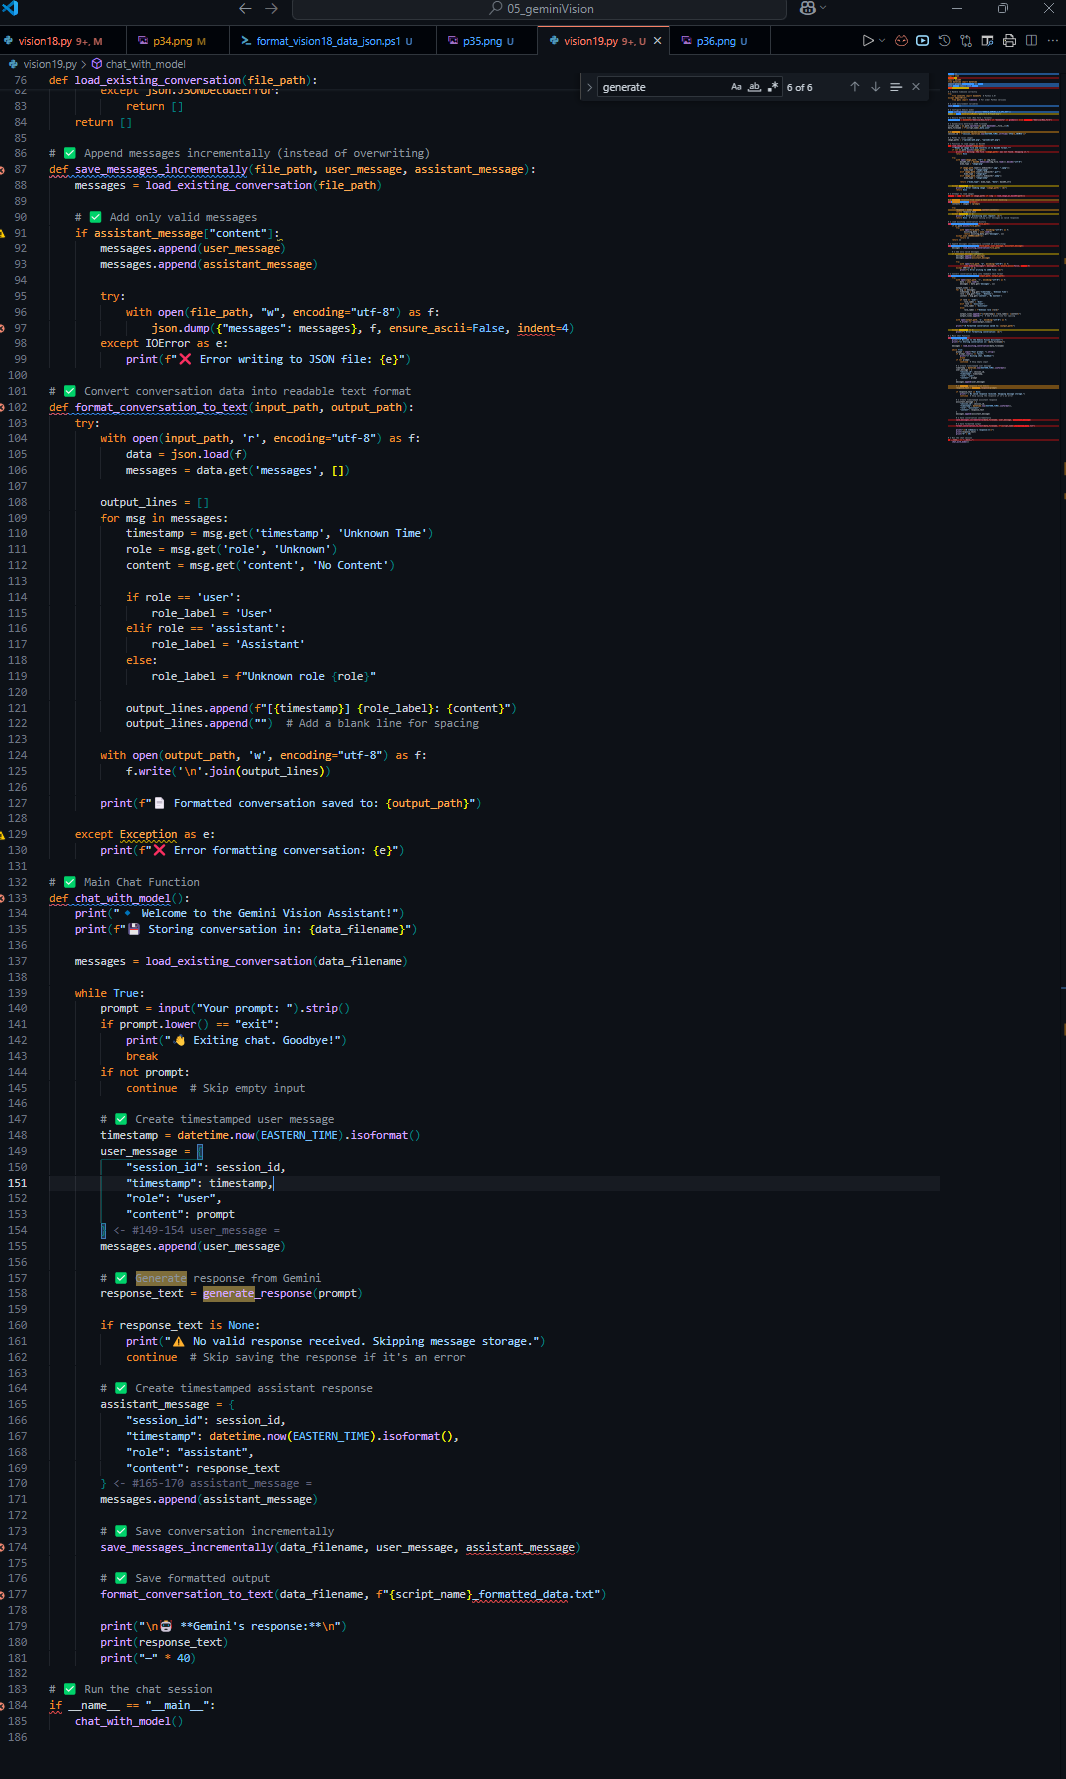 05_geminiVision
vision18.py 9+, M
p34.png M
format_vision18_data_json.ps1 U
p35.png U
vision19.py 9+, U
p36.png U
vision19.py > chat_with_model
generate
Aa ab .* 6 of 6
76 def load_existing_conversation(file_path):
82 except json.JSONDecodeError:
83 return []
84 return []
85
86 # ✅ Append messages incrementally (instead of overwriting)
87 def save_messages_incrementally(file_path, user_message, assistant_message):
88 messages = load_existing_conversation(file_path)
89
90 # ✅ Add only valid messages
91 if assistant_message["content"]:
92 messages.append(user_message)
93 messages.append(assistant_message)
94
95 try:
96 with open(file_path, "w", encoding="utf-8") as f:
97 json.dump({"messages": messages}, f, ensure_ascii=False, indent=4)
98 except IOError as e:
99 print(f"❌ Error writing to JSON file: {e}")
100
101 # ✅ Convert conversation data into readable text format
102 def format_conversation_to_text(input_path, output_path):
103 try:
104 with open(input_path, 'r', encoding="utf-8") as f:
105 data = json.load(f)
106 messages = data.get('messages', [])
107
108 output_lines = []
109 for msg in messages:
110 timestamp = msg.get('timestamp', 'Unknown Time')
111 role = msg.get('role', 'Unknown')
112 content = msg.get('content', 'No Content')
113
114 if role == 'user':
115 role_label = 'User'
116 elif role == 'assistant':
117 role_label = 'Assistant'
118 else:
119 role_label = f"Unknown role {role}"
120
121 output_lines.append(f"[{timestamp}] {role_label}: {content}")
122 output_lines.append("") # Add a blank line for spacing
123
124 with open(output_path, 'w', encoding="utf-8") as f:
125 f.write('\n'.join(output_lines))
126
127 print(f"📄 Formatted conversation saved to: {output_path}")
128
129 except Exception as e:
130 print(f"❌ Error formatting conversation: {e}")
131
132 # ✅ Main Chat Function
133 def chat_with_model():
134 print("🔹 Welcome to the Gemini Vision Assistant!")
135 print(f"💾 Storing conversation in: {data_filename}")
136
137 messages = load_existing_conversation(data_filename)
138
139 while True:
140 prompt = input("Your prompt: ").strip()
141 if prompt.lower() == "exit":
142 print("👋 Exiting chat. Goodbye!")
143 break
144 if not prompt:
145 continue # Skip empty input
146
147 # ✅ Create timestamped user message
148 timestamp = datetime.now(EASTERN_TIME).isoformat()
149 user_message = {
150 "session_id": session_id,
151 "timestamp": timestamp,
152 "role": "user",
153 "content": prompt
154 } <- #149-154 user_message =
155 messages.append(user_message)
156
157 # ✅ Generate response from Gemini
158 response_text = generate_response(prompt)
159
160 if response_text is None:
161 print("⚠️ No valid response received. Skipping message storage.")
162 continue # Skip saving the response if it's an error
163
164 # ✅ Create timestamped assistant response
165 assistant_message = {
166 "session_id": session_id,
167 "timestamp": datetime.now(EASTERN_TIME).isoformat(),
168 "role": "assistant",
169 "content": response_text
170 } <- #165-170 assistant_message =
171 messages.append(assistant_message)
172
173 # ✅ Save conversation incrementally
174 save_messages_incrementally(data_filename, user_message, assistant_message)
175
176 # ✅ Save formatted output
177 format_conversation_to_text(data_filename, f"{script_name}_formatted_data.txt")
178
179 print("\n🤖 **Gemini's response:**\n")
180 print(response_text)
181 print("—" * 40)
182
183 # ✅ Run the chat session
184 if __name__ == "__main__":
185 chat_with_model()
186